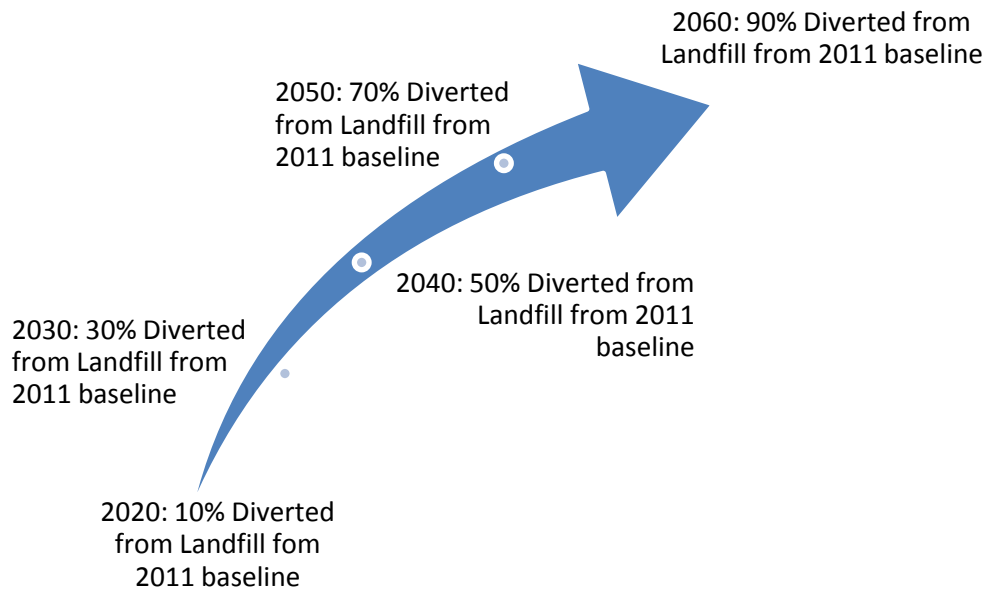 2060: 90% Diverted from
Landfill from 2011 baseline
2050: 70% Diverted
from Landfill from
2011 baseline
2040: 50% Diverted from
Landfill from 2011
baseline
2030: 30% Diverted
from Landfill from
2011 baseline
2020: 10% Diverted
from Landfill fom
2011 baseline